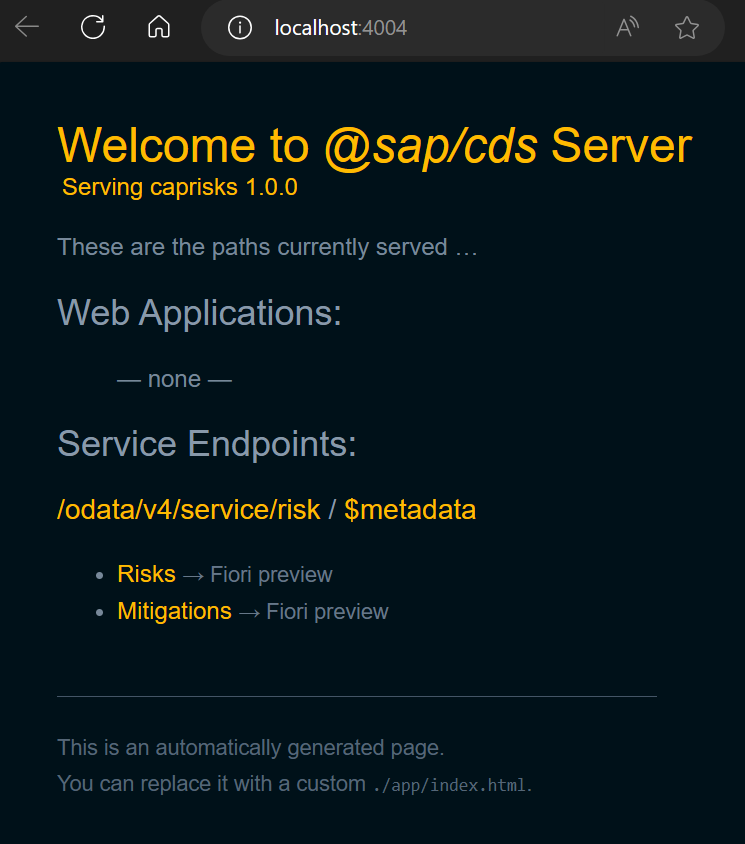 localhost:4004
Welcome to @sap/cds Server
Serving caprisks 1.0.0
These are the paths currently served …
Web Applications:
— none —
Service Endpoints:
/odata/v4/service/risk / $metadata
• Risks → Fiori preview
• Mitigations → Fiori preview
This is an automatically generated page.
You can replace it with a custom ./app/index.html.